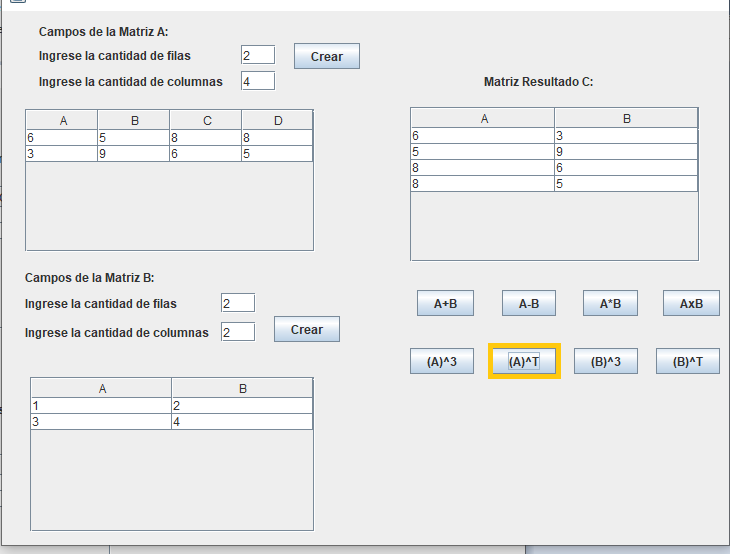 Campos de la Matriz A:
Ingrese la cantidad de filas 2 Crear
Ingrese la cantidad de columnas 4
A B C D
6 5 8 8
3 9 6 5
Campos de la Matriz B:
Ingrese la cantidad de filas 2
Ingrese la cantidad de columnas 2 Crear
A B
1 2
3 4
Matriz Resultado C:
A B
6 3
5 9
8 6
8 5
A+B A-B A*B AxB
(A)^3 (A)^T (B)^3 (B)^T